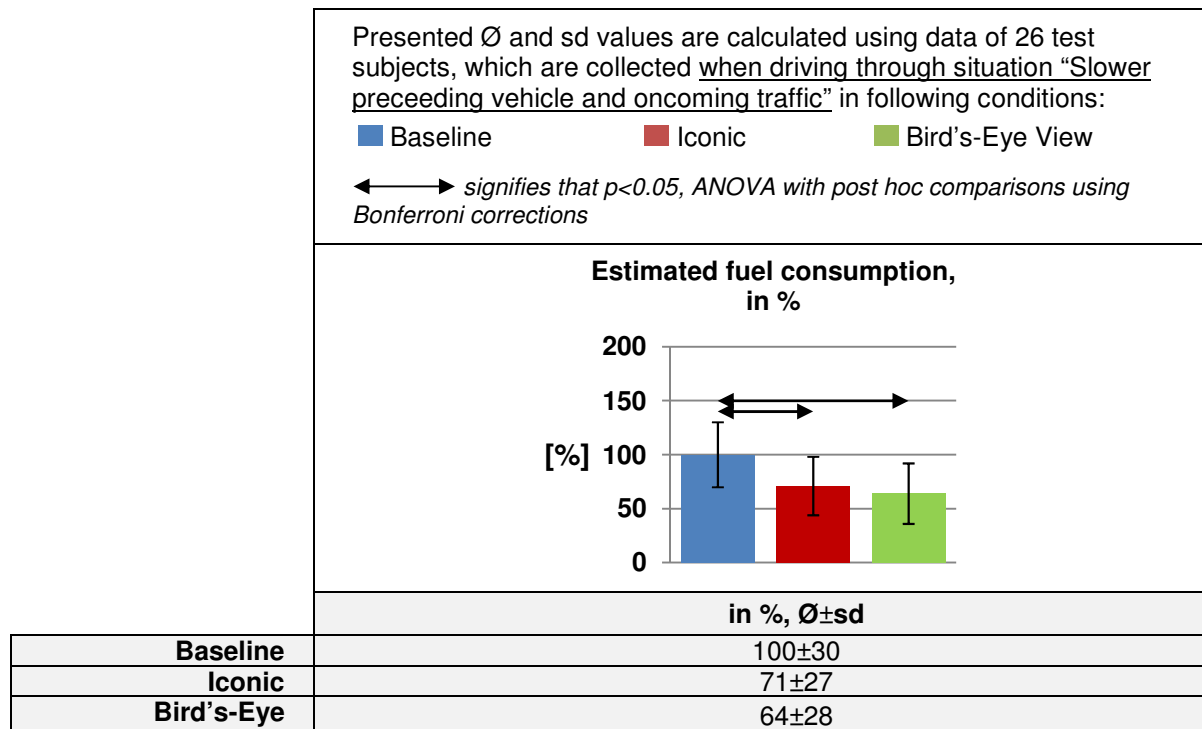 Presented Ø and sd values are calculated using data of 26 test
subjects, which are collected when driving through situation “Slower
preceeding vehicle and oncoming traffic” in following conditions:
Baseline Iconic Bird’s-Eye View
signifies that p<0.05, ANOVA with post hoc comparisons using
Bonferroni corrections
Estimated fuel consumption,
in %
200
150
[%] 100
50
0
in %, Ø±sd
Baseline 100±30
Iconic 71±27
Bird’s-Eye 64±28